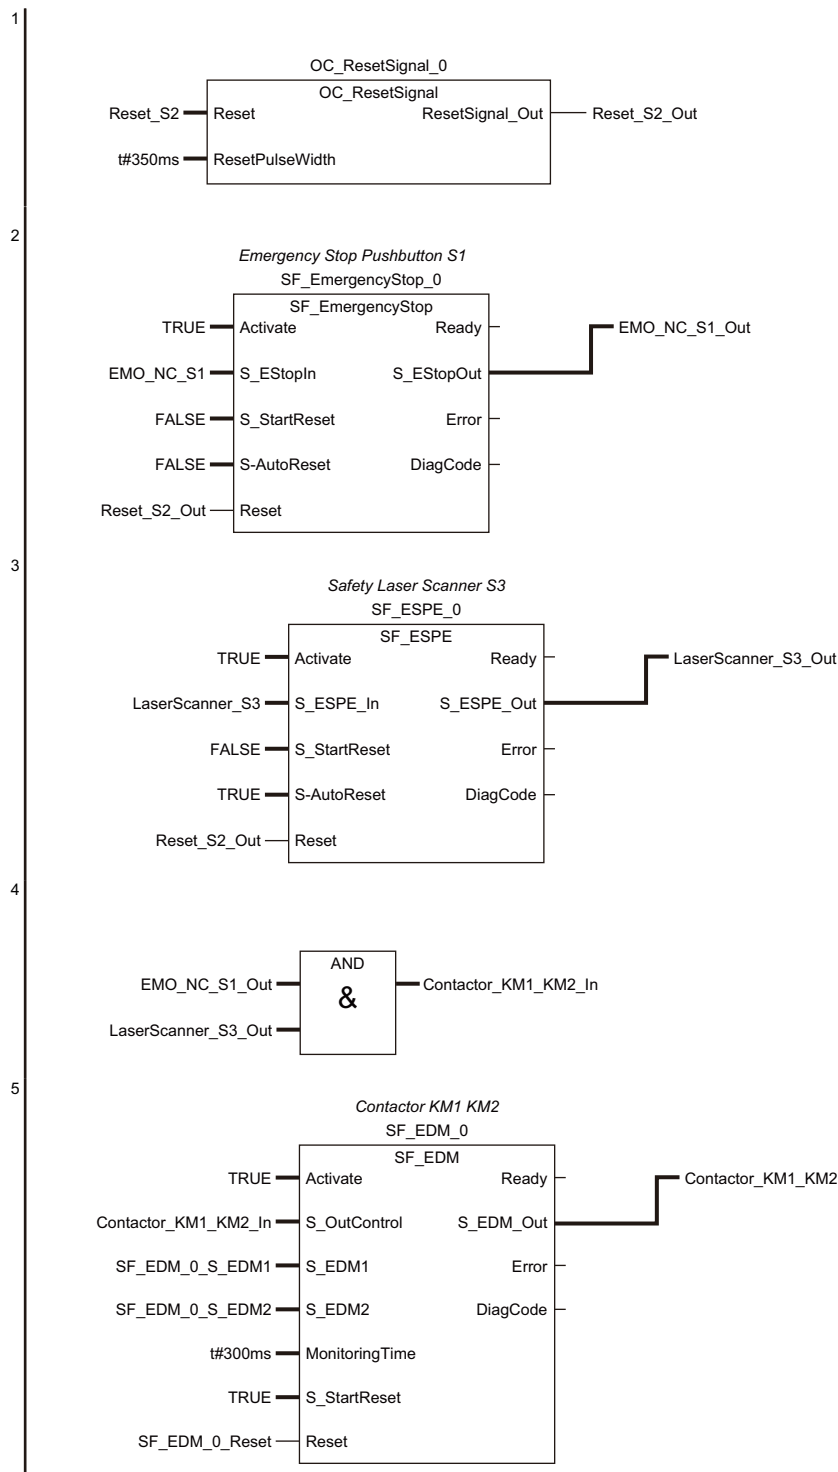 1
OC_ResetSignal_0
OC_ResetSignal
Reset_S2 Reset ResetSignal_Out Reset_S2_Out
t#350ms ResetPulseWidth
2
Emergency Stop Pushbutton S1
SF_EmergencyStop_0
SF_EmergencyStop
TRUE Activate Ready EMO_NC_S1_Out
EMO_NC_S1 S_EStopIn S_EStopOut
FALSE S_StartReset Error
FALSE S-AutoReset DiagCode
Reset_S2_Out Reset
3
Safety Laser Scanner S3
SF_ESPE_0
SF_ESPE
TRUE Activate Ready LaserScanner_S3_Out
LaserScanner_S3 S_ESPE_In S_ESPE_Out
FALSE S_StartReset Error
TRUE S-AutoReset DiagCode
Reset_S2_Out Reset
4
AND
EMO_NC_S1_Out & Contactor_KM1_KM2_In
LaserScanner_S3_Out
5
Contactor KM1 KM2
SF_EDM_0
SF_EDM
TRUE Activate Ready Contactor_KM1_KM2
Contactor_KM1_KM2_In S_OutControl S_EDM_Out
SF_EDM_0_S_EDM1 S_EDM1 Error
SF_EDM_0_S_EDM2 S_EDM2 DiagCode
t#300ms MonitoringTime
TRUE S_StartReset
SF_EDM_0_Reset Reset